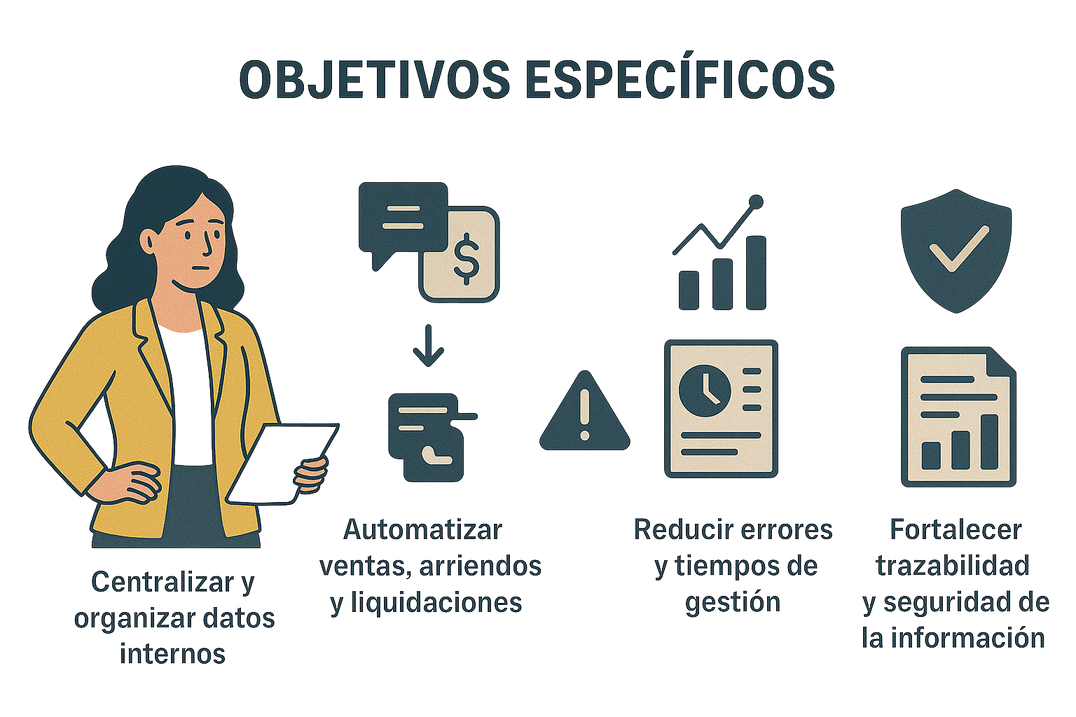 OBJETIVOS ESPECÍFICOS
$
Centralizar y
organizar datos
internos
Automatizar
ventas, arriendos
y liquidaciones
Reducir errores
y tiempos de
gestión
Fortalecer
trazabilidad
y seguridad de
la información